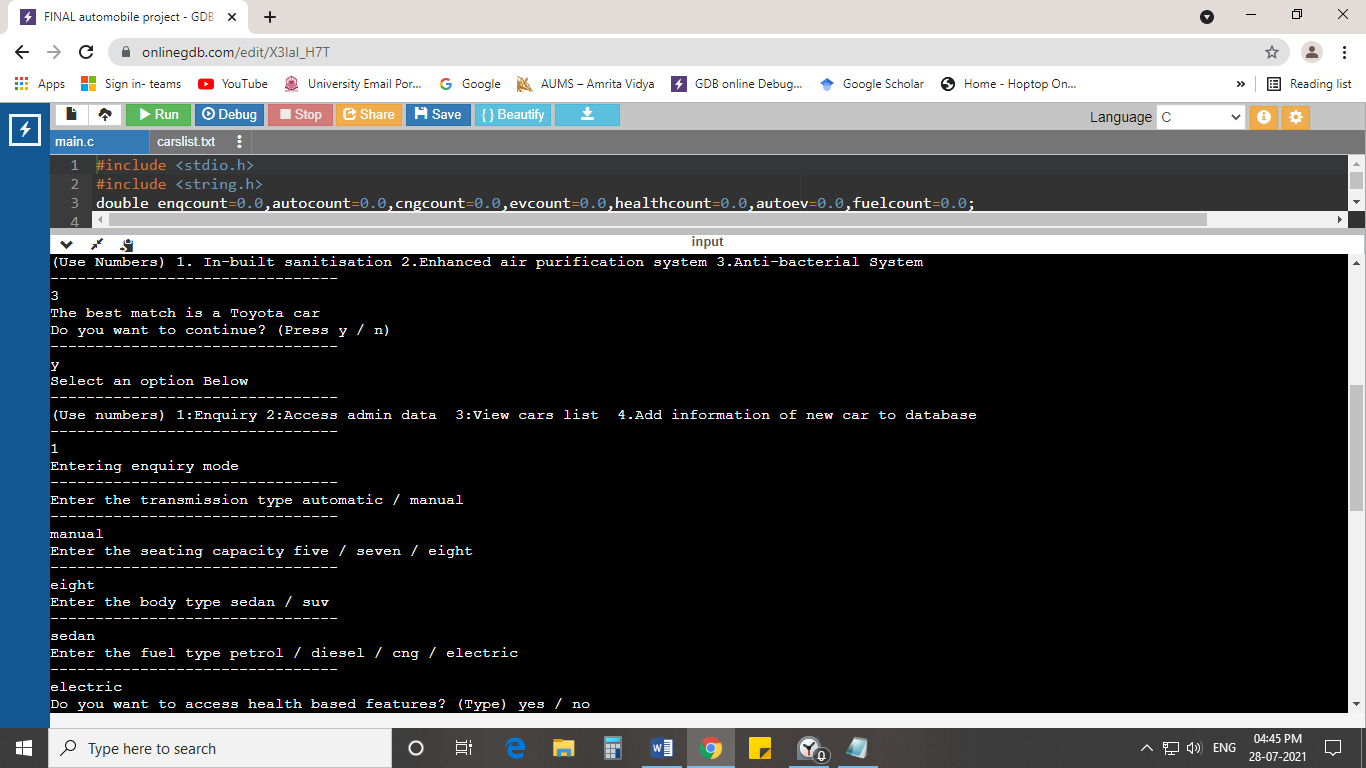 FINAL automobile project - GDB
onlinegdb.com/edit/X3IaI_H7T
Apps Sign in- teams YouTube University Email Por... Google AUMS – Amrita Vidya GDB online Debug... Google Scholar Home - Hoptop On... » Reading list
Run Debug Stop Share Save { } Beautify Language C
main.c carslist.txt
1 #include <stdio.h>
2 #include <string.h>
3 double enqcount=0.0,autocount=0.0,cngcount=0.0,evcount=0.0,healthcount=0.0,autoev=0.0,fuelcount=0.0;
4
input
(Use Numbers) 1. In-built sanitisation 2.Enhanced air purification system 3.Anti-bacterial System
--------------------------------
3
The best match is a Toyota car
Do you want to continue? (Press y / n)
--------------------------------
y
Select an option Below
--------------------------------
(Use numbers) 1:Enquiry 2:Access admin data  3:View cars list  4.Add information of new car to database
--------------------------------
1
Entering enquiry mode
--------------------------------
Enter the transmission type automatic / manual
--------------------------------
manual
Enter the seating capacity five / seven / eight
--------------------------------
eight
Enter the body type sedan / suv
--------------------------------
sedan
Enter the fuel type petrol / diesel / cng / electric
--------------------------------
electric
Do you want to access health based features? (Type) yes / no
Type here to search
ENG
04:45 PM
28-07-2021